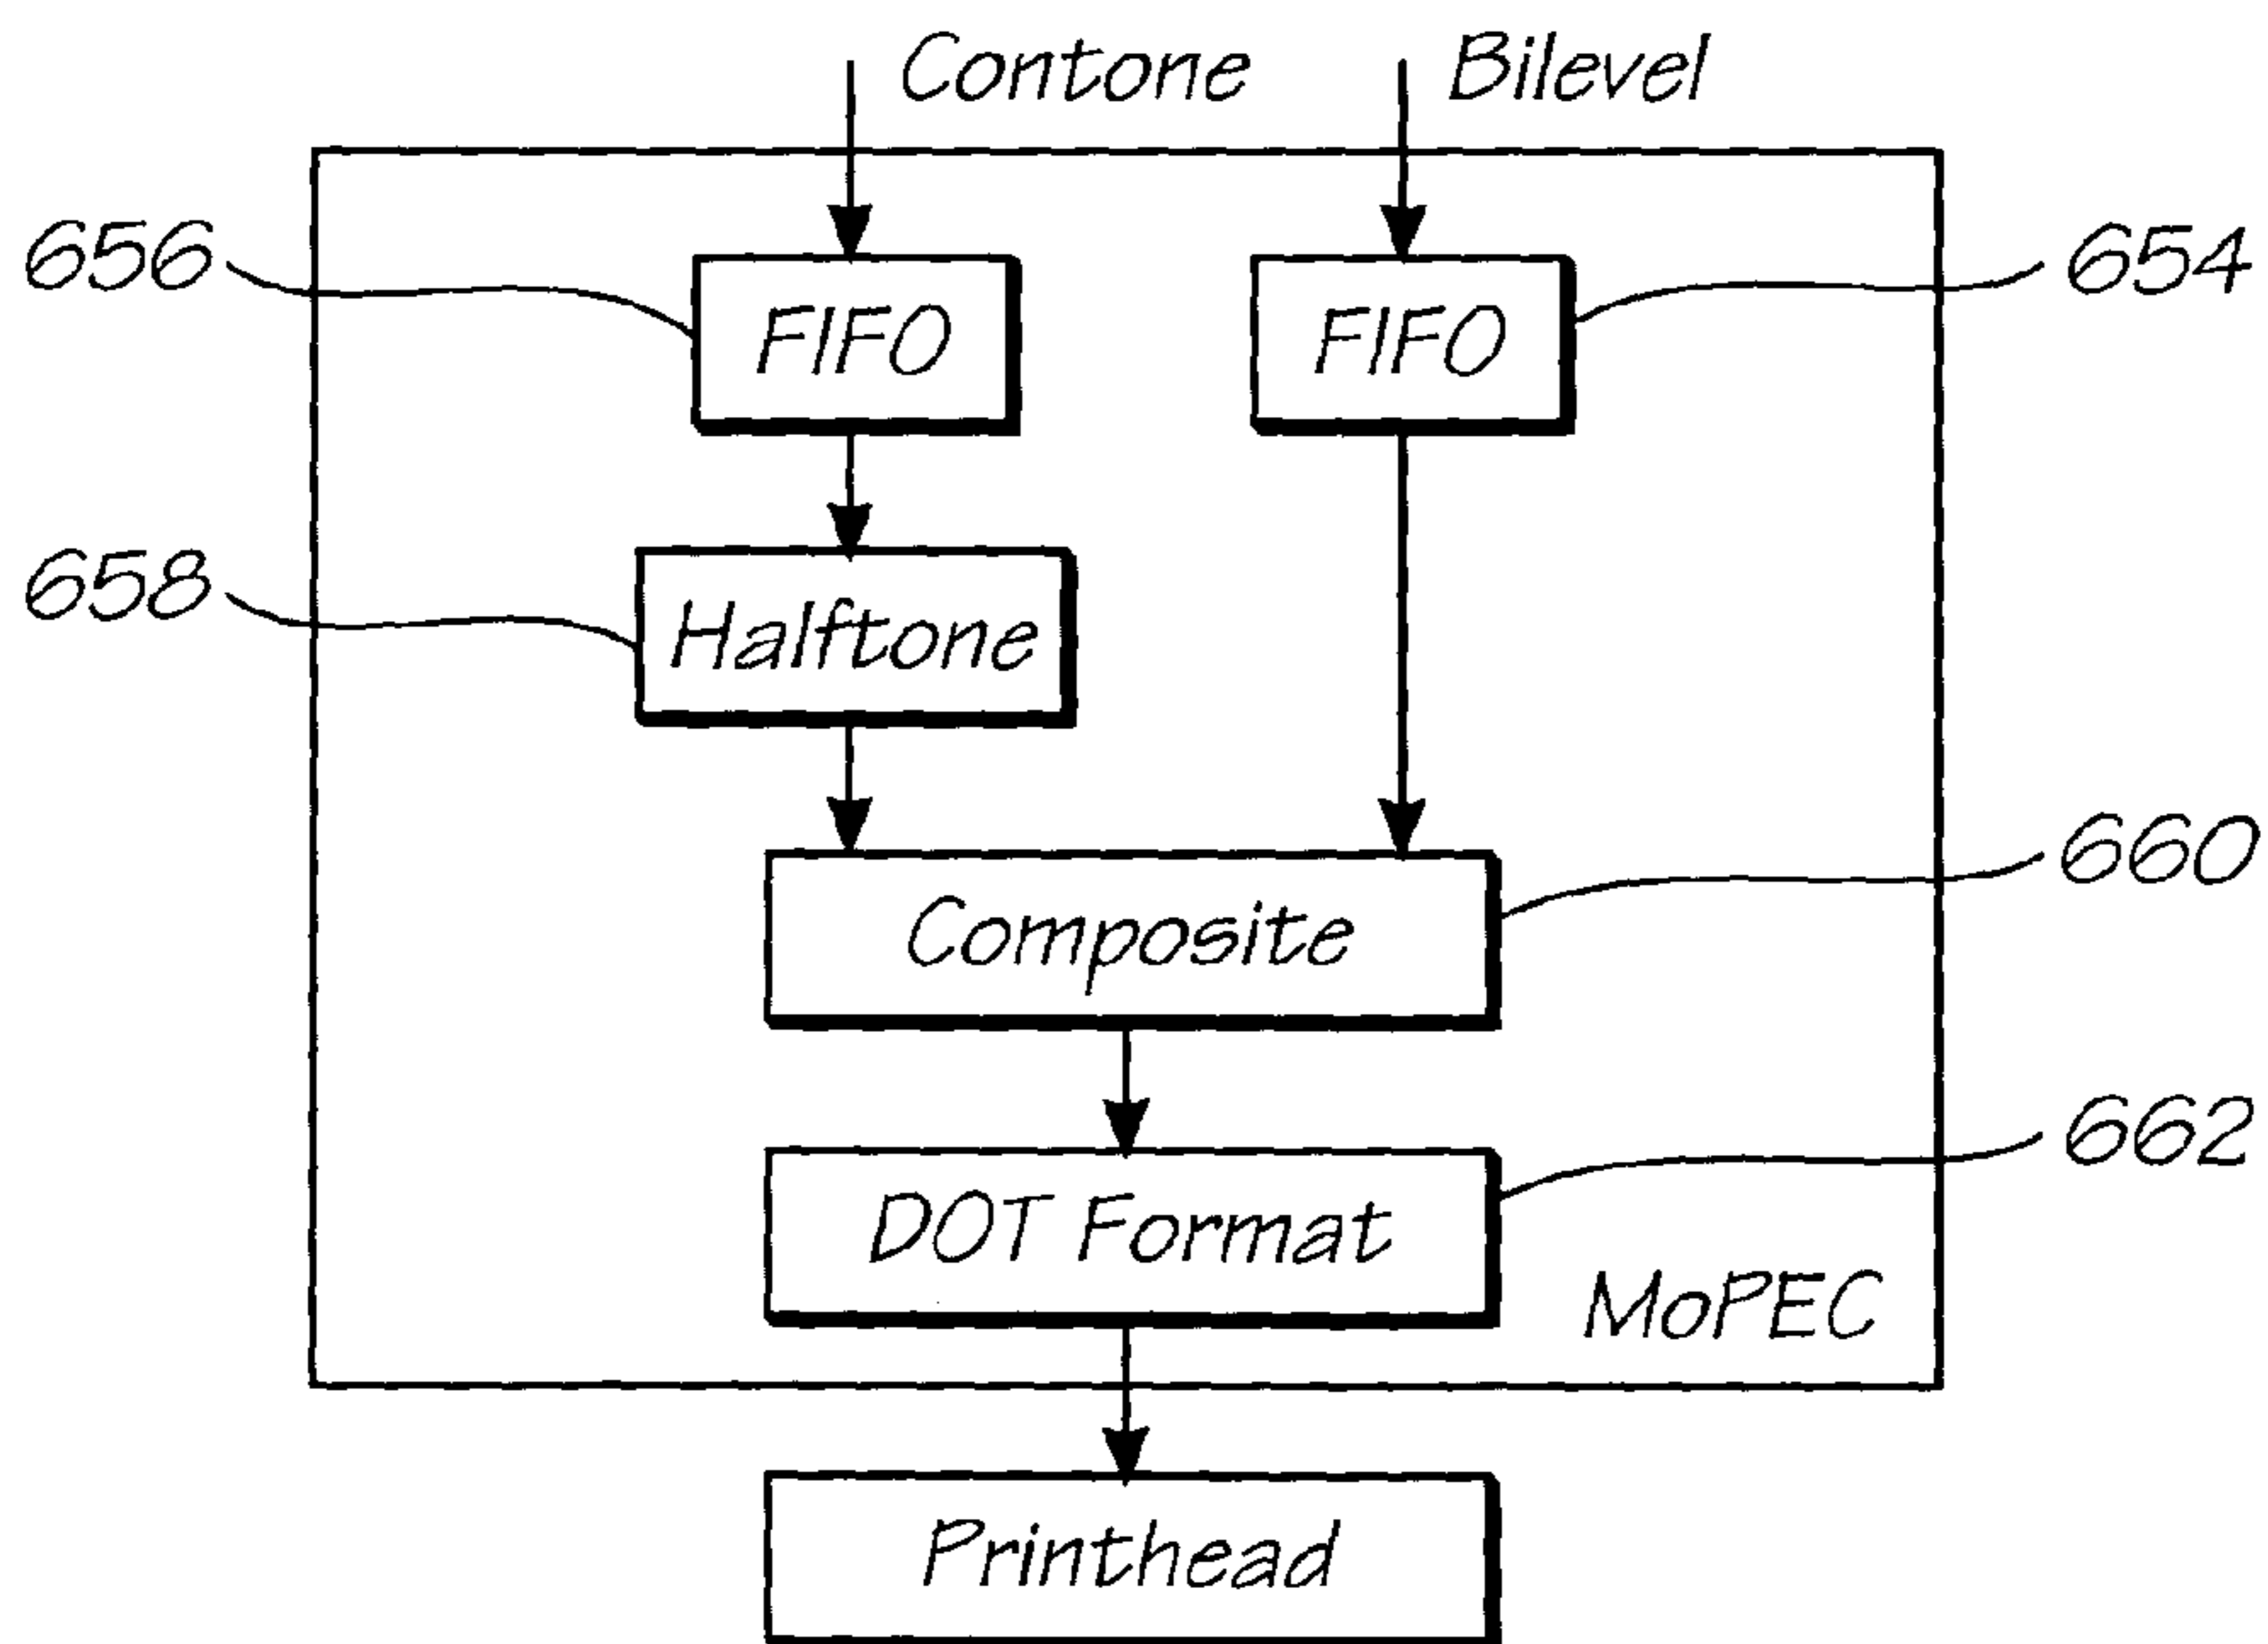 Contone
Bilevel
656
FIFO
FIFO
654
658
Halftone
660
Composite
662
DOT Format
MoPEC
Printhead